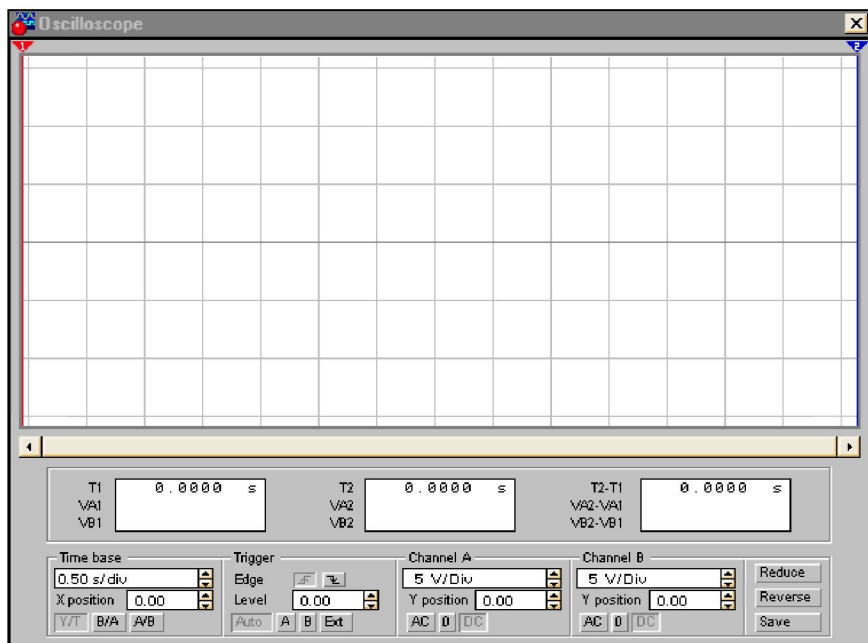 Oscilloscope
1 2
T1 0.0000 s T2 0.0000 s T2-T1 0.0000 s
VA1 VA2 VA2-VA1
VB1 VB2 VB2-VB1
Time base Trigger Channel A Channel B
0.50 s/div Edge 5 V/Div 5 V/Div Reduce
X position 0.00 Level 0.00 Y position 0.00 Y position 0.00 Reverse
Y/T B/A A/B Auto A B Ext AC 0 DC AC 0 DC Save